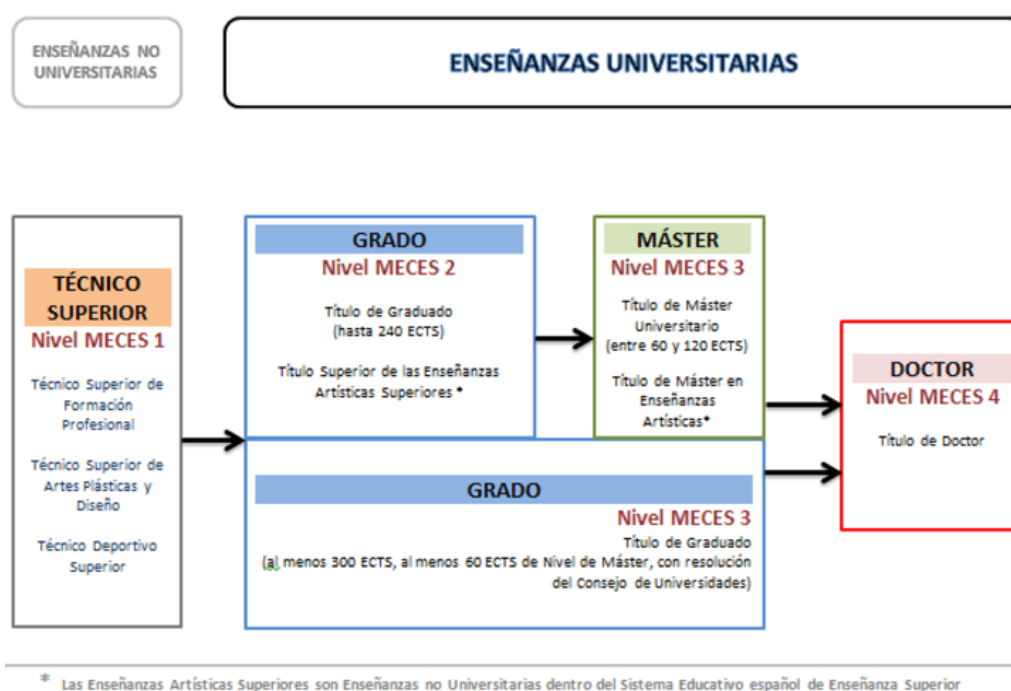 ENSEÑANZAS NO
UNIVERSITARIAS
ENSEÑANZAS UNIVERSITARIAS
TÉCNICO
SUPERIOR
Nivel MECES 1
Técnico Superior de
Formación
Profesional
Técnico Superior de
Artes Plásticas y
Diseño
Técnico Deportivo
Superior
GRADO
Nivel MECES 2
Título de Graduado
(hasta 240 ECTS)
Título Superior de las Enseñanzas
Artísticas Superiores *
MÁSTER
Nivel MECES 3
Título de Máster
Universitario
(entre 60 y 120 ECTS)
Título de Máster en
Enseñanzas
Artísticas*
GRADO
Nivel MECES 3
Título de Graduado
(al menos 300 ECTS, al menos 60 ECTS de Nivel de Máster, con resolución
del Consejo de Universidades)
DOCTOR
Nivel MECES 4
Título de Doctor
* Las Enseñanzas Artísticas Superiores son Enseñanzas no Universitarias dentro del Sistema Educativo español de Enseñanza Superior